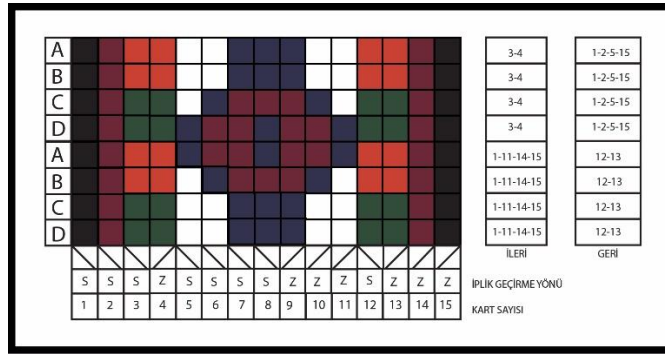 A 3-4 1-2-5-15
B 3-4 1-2-5-15
C 3-4 1-2-5-15
D 3-4 1-2-5-15
A 1-11-14-15 12-13
B 1-11-14-15 12-13
C 1-11-14-15 12-13
D 1-11-14-15 12-13
İLERİ GERİ
S S S Z S S S S Z Z Z S Z Z Z İPLİK GEÇİRME YÖNÜ
1 2 3 4 5 6 7 8 9 10 11 12 13 14 15 KART SAYISI